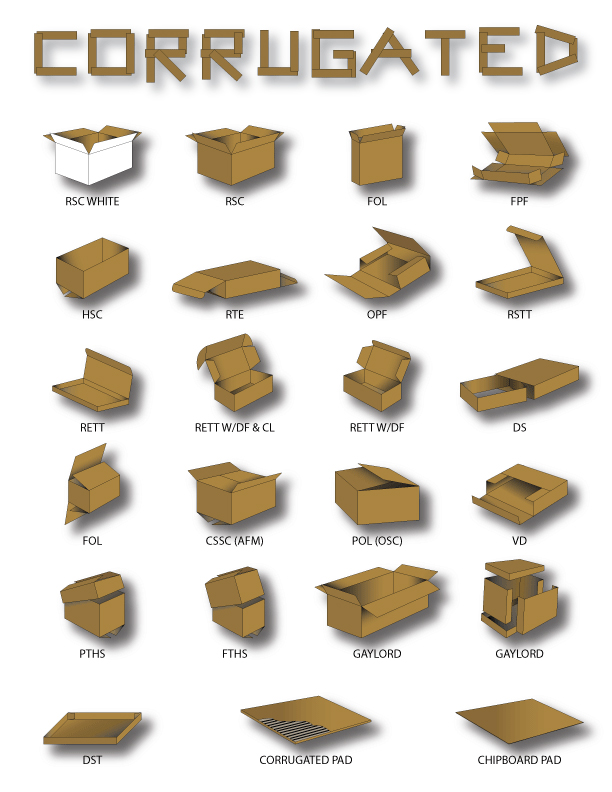 CORRUGATED
RSC WHITE
RSC
FOL
FPF
HSC
RTE
OPF
RSTT
RETT
RETT W/DF & CL
RETT W/DF
DS
FOL
CSSC (AFM)
POL (OSC)
VD
PTHS
FTHS
GAYLORD
GAYLORD
DST
CORRUGATED PAD
CHIPBOARD PAD